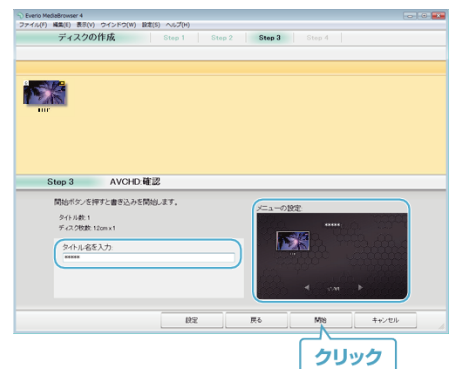 Everio MediaBrowser 4
ファイル(F) 編集(E) 表示(V) ウインドウ(W) 設定(S) ヘルプ(H)
ディスクの作成 Step 1 Step 2 Step 3 Step 4
Step 3 AVCHD:確認
開始ボタンを押すと書き込みを開始します。
タイトル数: 1
ディスク枚数: 12cm x 1
タイトル名を入力:
*****
メニューの設定
*****
設定 戻る 開始 キャンセル
クリック